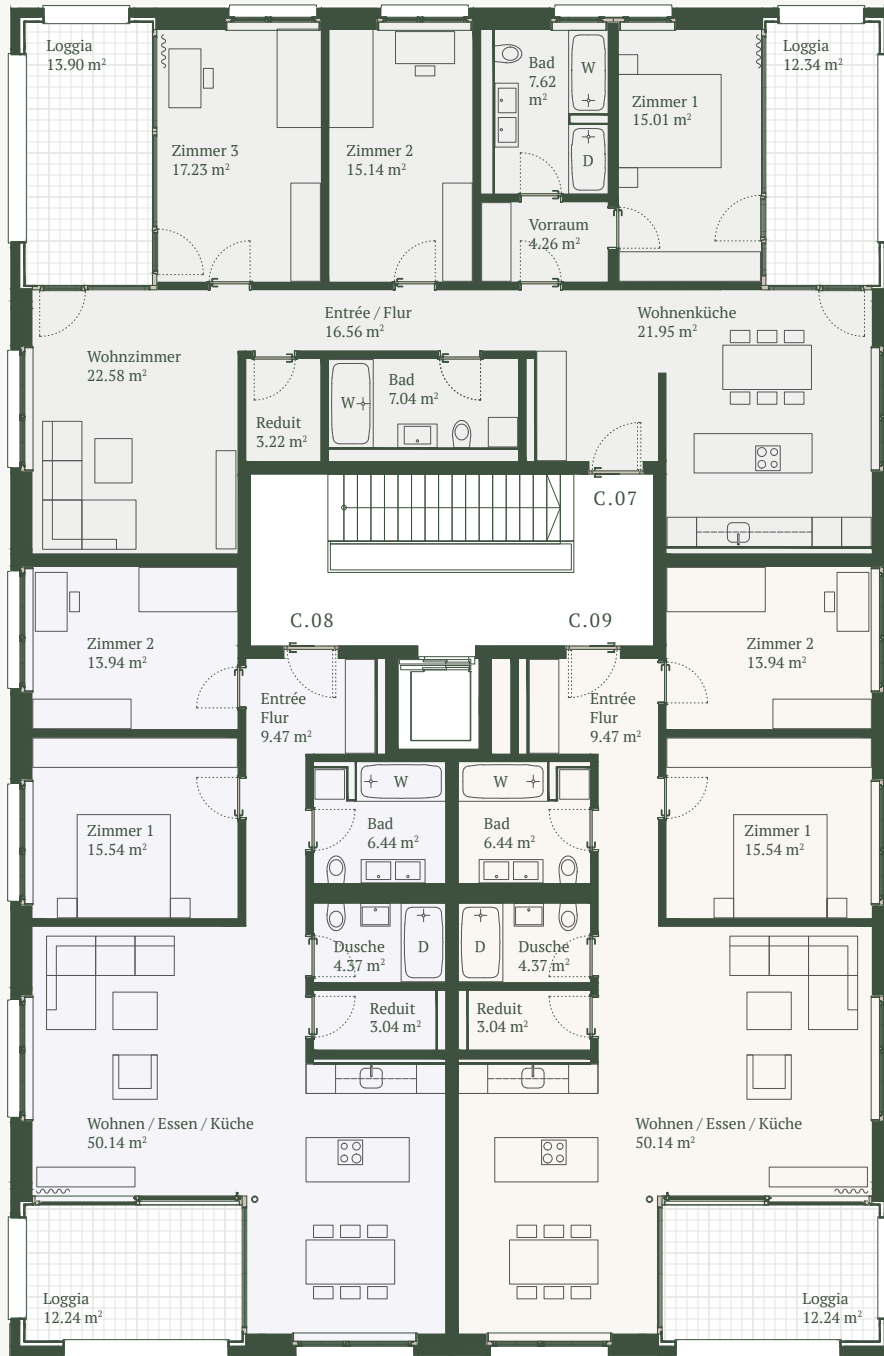 Loggia
13.90 m²
Zimmer 3
17.23 m²
Zimmer 2
15.14 m²
Bad
7.62
m²
W
D
Zimmer 1
15.01 m²
Loggia
12.34 m²
Vorraum
4.26 m²
Entrée / Flur
16.56 m²
Wohnenküche
21.95 m²
Wohnzimmer
22.58 m²
Reduit
3.22 m²
W
Bad
7.04 m²
C.07
C.08
C.09
Zimmer 2
13.94 m²
Entrée
Flur
9.47 m²
Entrée
Flur
9.47 m²
Zimmer 2
13.94 m²
Zimmer 1
15.54 m²
W
Bad
6.44 m²
W
Bad
6.44 m²
Zimmer 1
15.54 m²
Dusche
4.37 m²
D
D
Dusche
4.37 m²
Reduit
3.04 m²
Reduit
3.04 m²
Wohnen / Essen / Küche
50.14 m²
Wohnen / Essen / Küche
50.14 m²
Loggia
12.24 m²
Loggia
12.24 m²